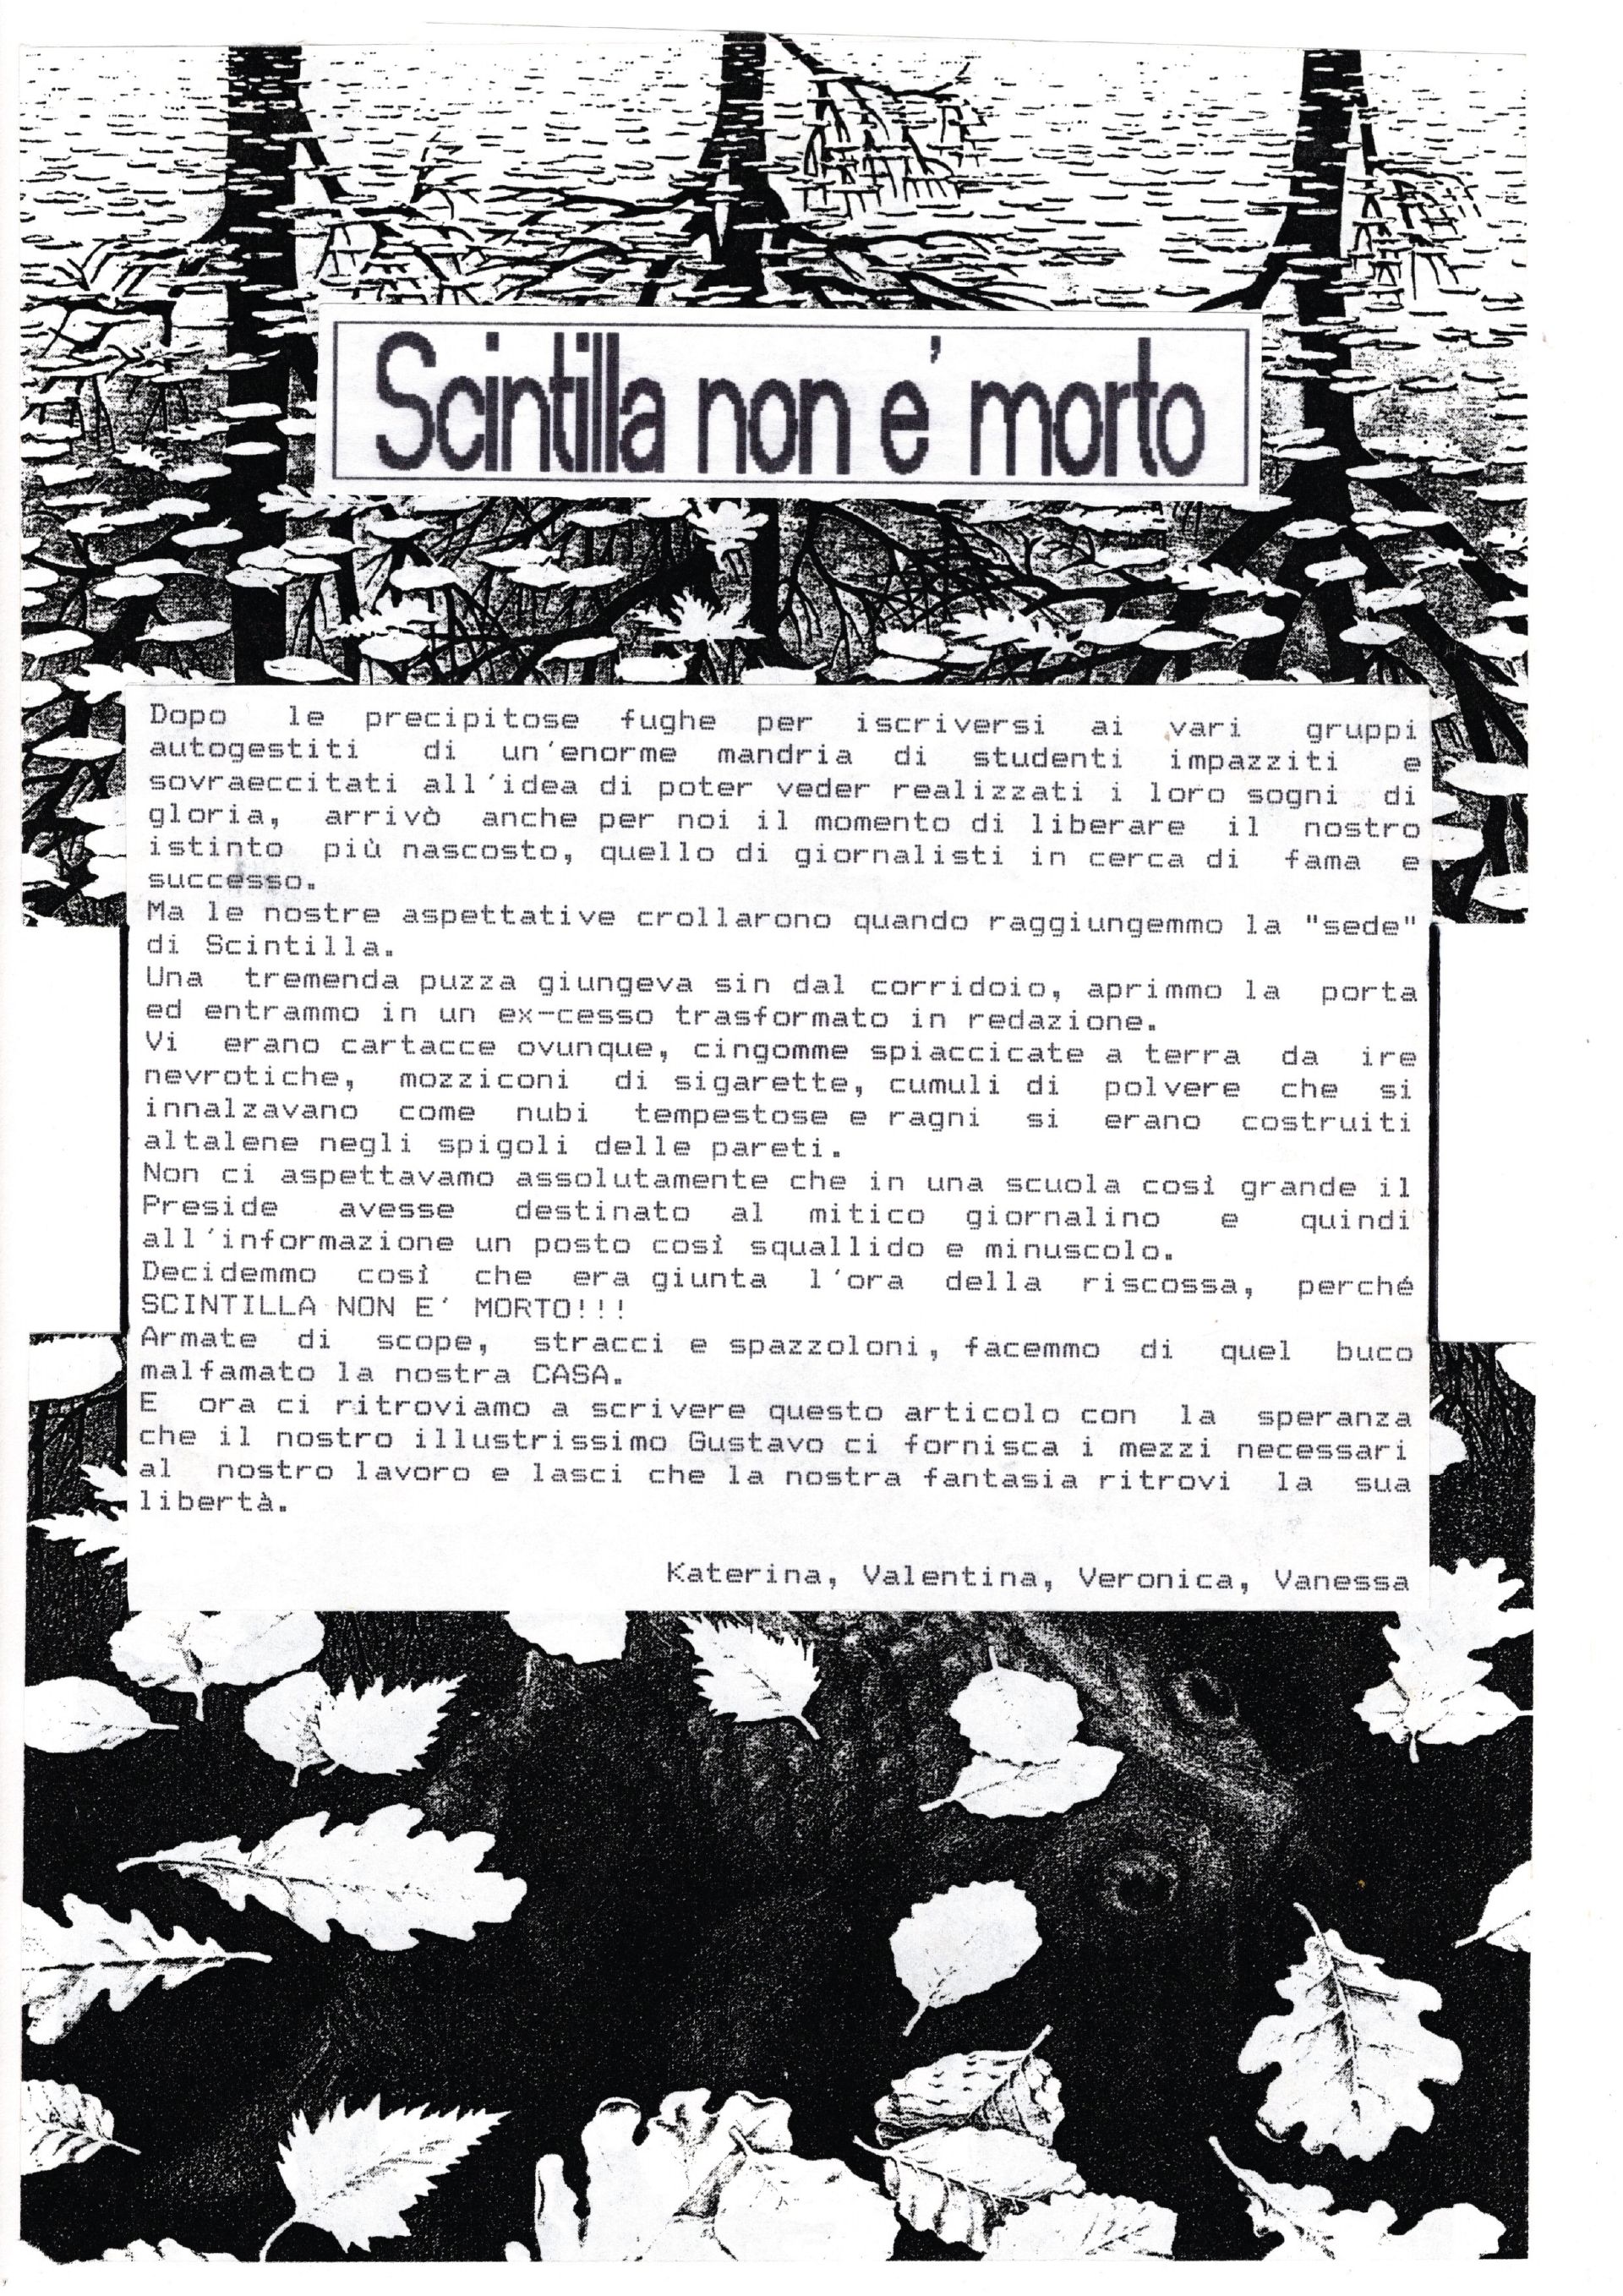 Scintilla non e' morto
Dopo le precipitose fughe per iscriversi ai vari gruppi
autogestiti di un'enorme mandria di studenti impazziti e
sovraeccitati all'idea di poter veder realizzati i loro sogni di
gloria, arrivò anche per noi il momento di liberare il nostro
istinto più nascosto, quello di giornalisti in cerca di fama e
successo.
Ma le nostre aspettative crollarono quando raggiungemmo la "sede"
di Scintilla.
Una tremenda puzza giungeva sin dal corridoio, aprimmo la porta
ed entrammo in un ex-cesso trasformato in redazione.
Vi erano cartacce ovunque, cingomme spiaccicate a terra da ire
nevrotiche, mozziconi di sigarette, cumuli di polvere che si
innalzavano come nubi tempestose e ragni si erano costruiti
altalene negli spigoli delle pareti.
Non ci aspettavamo assolutamente che in una scuola così grande il
Preside avesse destinato al mitico giornalino e quindi
all'informazione un posto così squallido e minuscolo.
Decidemmo così che era giunta l'ora della riscossa, perché
SCINTILLA NON E' MORTO!!!
Armate di scope, stracci e spazzoloni, facemmo di quel buco
malfamato la nostra CASA.
E ora ci ritroviamo a scrivere questo articolo con la speranza
che il nostro illustrissimo Gustavo ci fornisca i mezzi necessari
al nostro lavoro e lasci che la nostra fantasia ritrovi la sua
libertà.
Katerina, Valentina, Veronica, Vanessa